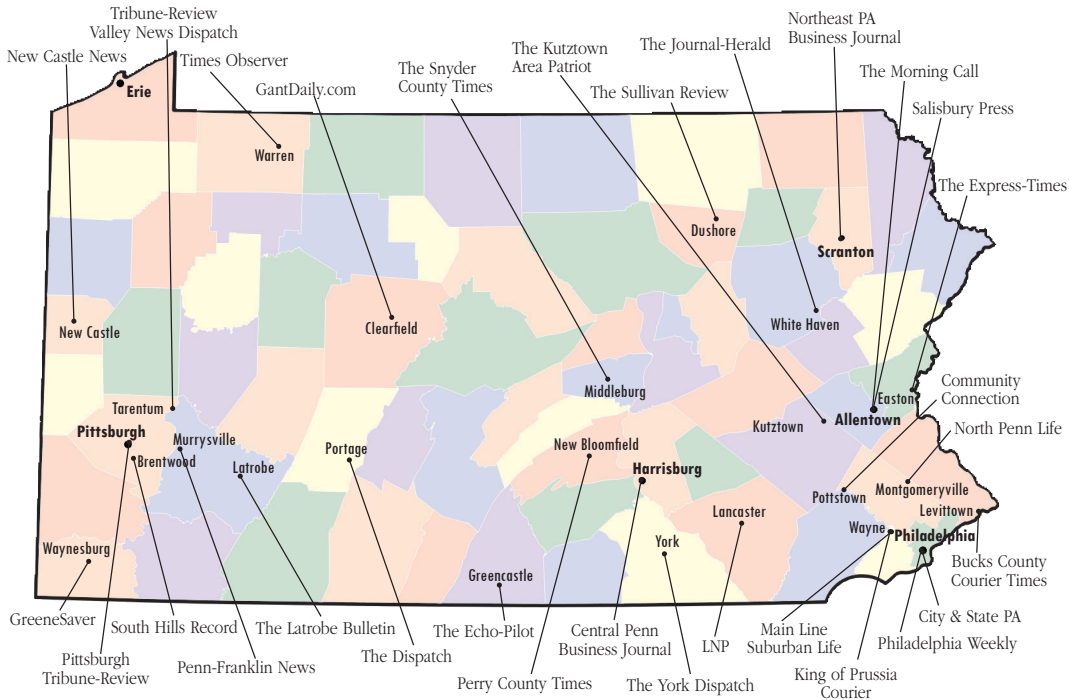 Tribune-Review
Valley News Dispatch
New Castle News
Times Observer
GantDaily.com
The Snyder
County Times
The Kutztown
Area Patriot
The Sullivan Review
The Journal-Herald
Northeast PA
Business Journal
The Morning Call
Salisbury Press
The Express-Times
Erie
Warren
Dushore
Scranton
New Castle
Clearfield
White Haven
Middleburg
Easton
Community
Connection
Tarentum
Allentown
Kutztown
North Penn Life
Pittsburgh
Murrysville
Brentwood
Latrobe
Portage
New Bloomfield
Harrisburg
Pottstown
Montgomeryville
Levittown
Lancaster
Wayne
Philadelphia
Waynesburg
York
Greencastle
Bucks County
Courier Times
GreeneSaver
South Hills Record
The Latrobe Bulletin
The Echo-Pilot
Central Penn
Business Journal
LNP
Main Line
Suburban Life
City & State PA
Philadelphia Weekly
Pittsburgh
Tribune-Review
Penn-Franklin News
The Dispatch
Perry County Times
The York Dispatch
King of Prussia
Courier